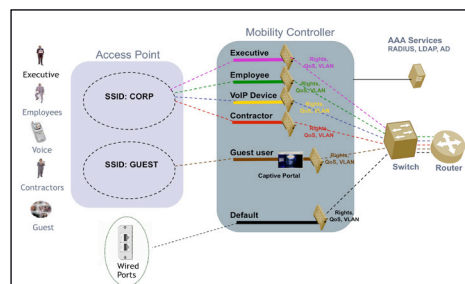 Executive
Employees
Voice
Contractors
Guest
Access Point
SSID: CORP
SSID: GUEST
Wired
Ports
Mobility Controller
Executive
Rights,
QoS, VLAN
Employee
Rights,
QoS, VLAN
VoIP Device
Rights,
QoS, VLAN
Contractor
Rights,
QoS, VLAN
Guest user
Captive Portal
Rights,
QoS, VLAN
Default
Rights,
QoS, VLAN
AAA Services
RADIUS, LDAP, AD
Switch
Router